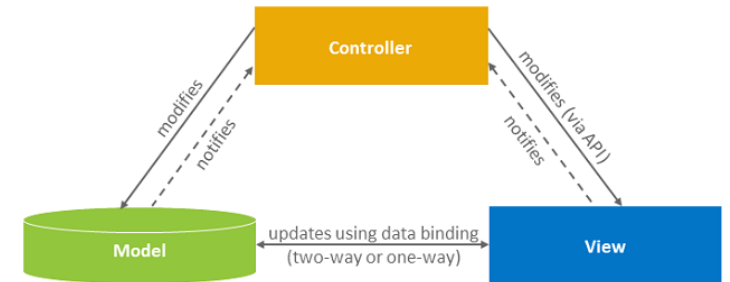 Controller
modifies
notifies
modifies (via API)
notifies
updates using data binding
(two-way or one-way)
Model
View